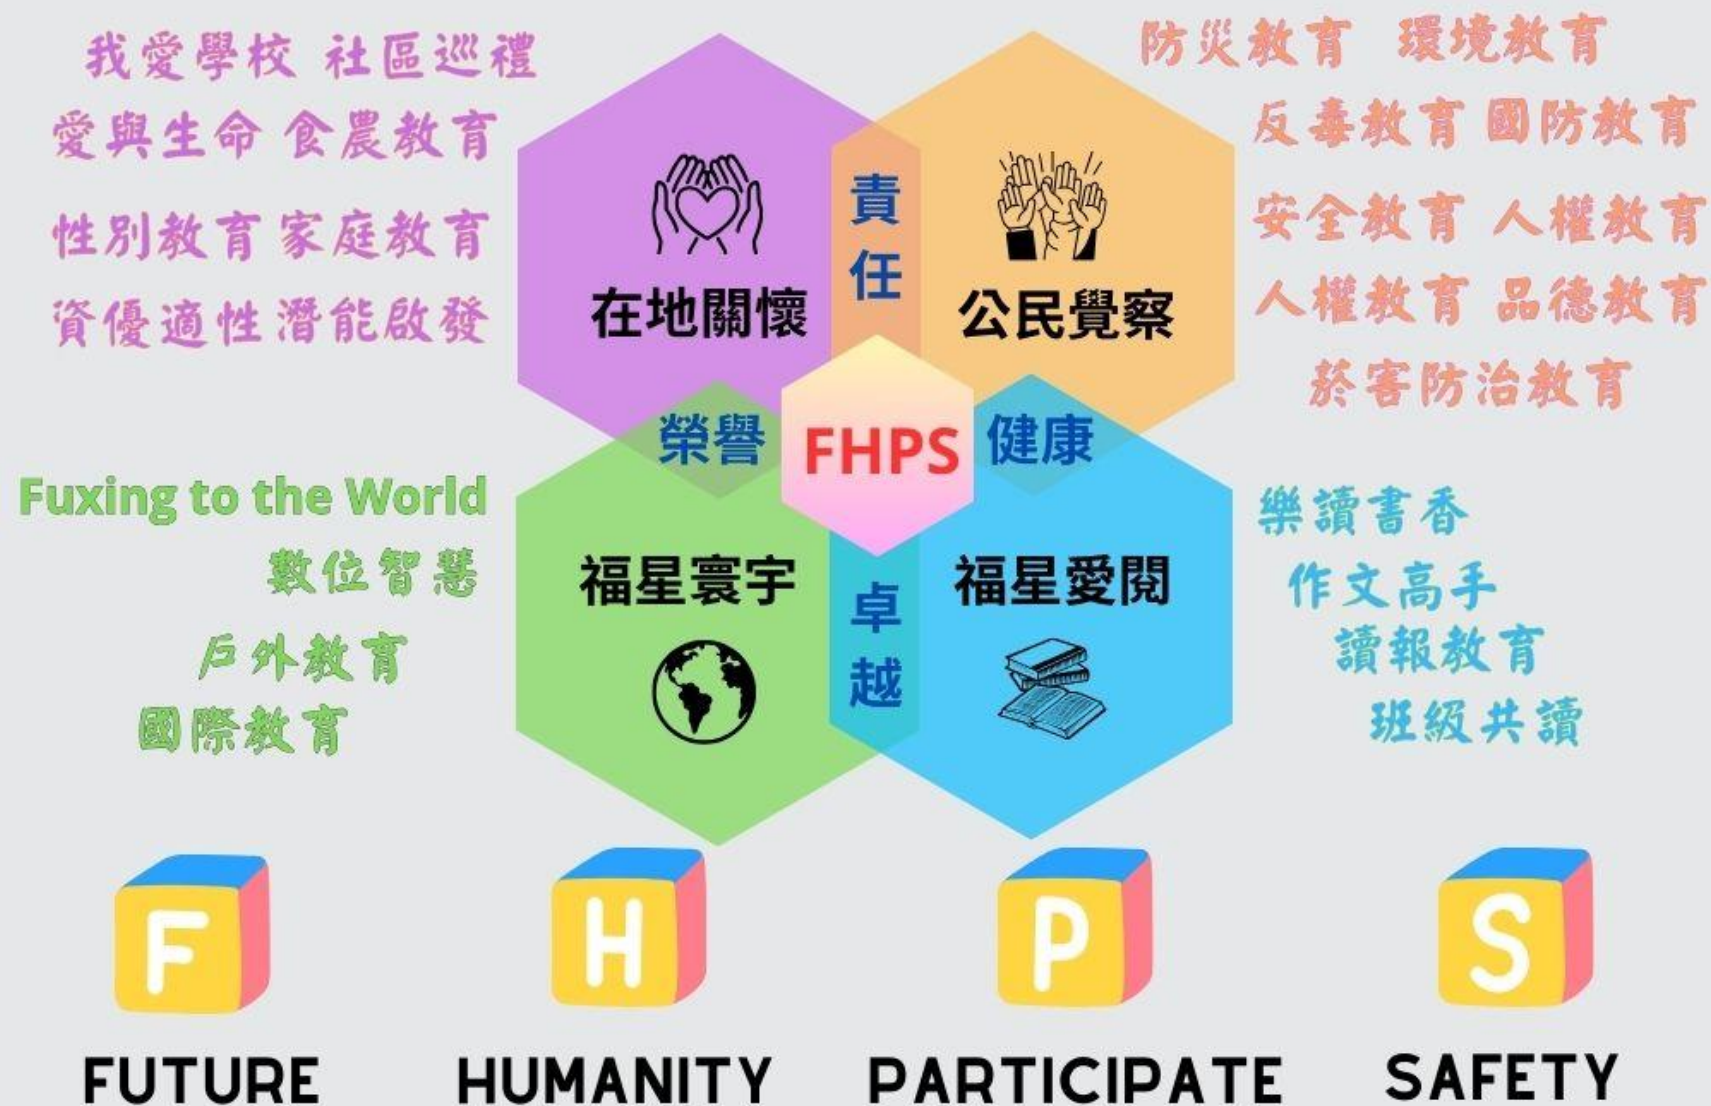 我愛學校 社區巡禮
愛與生命 食農教育
性別教育 家庭教育
資優適性 潛能啟發
防災教育 環境教育
反毒教育 國防教育
安全教育 人權教育
人權教育 品德教育
菸害防治教育
在地關懷
責任
公民覺察
榮譽
FHPS
健康
福星寰宇
卓越
福星愛閱
Fuxing to the World
數位智慧
戶外教育
國際教育
樂讀書香
作文高手
讀報教育
班級共讀
F
H
P
S
FUTURE
HUMANITY
PARTICIPATE
SAFETY